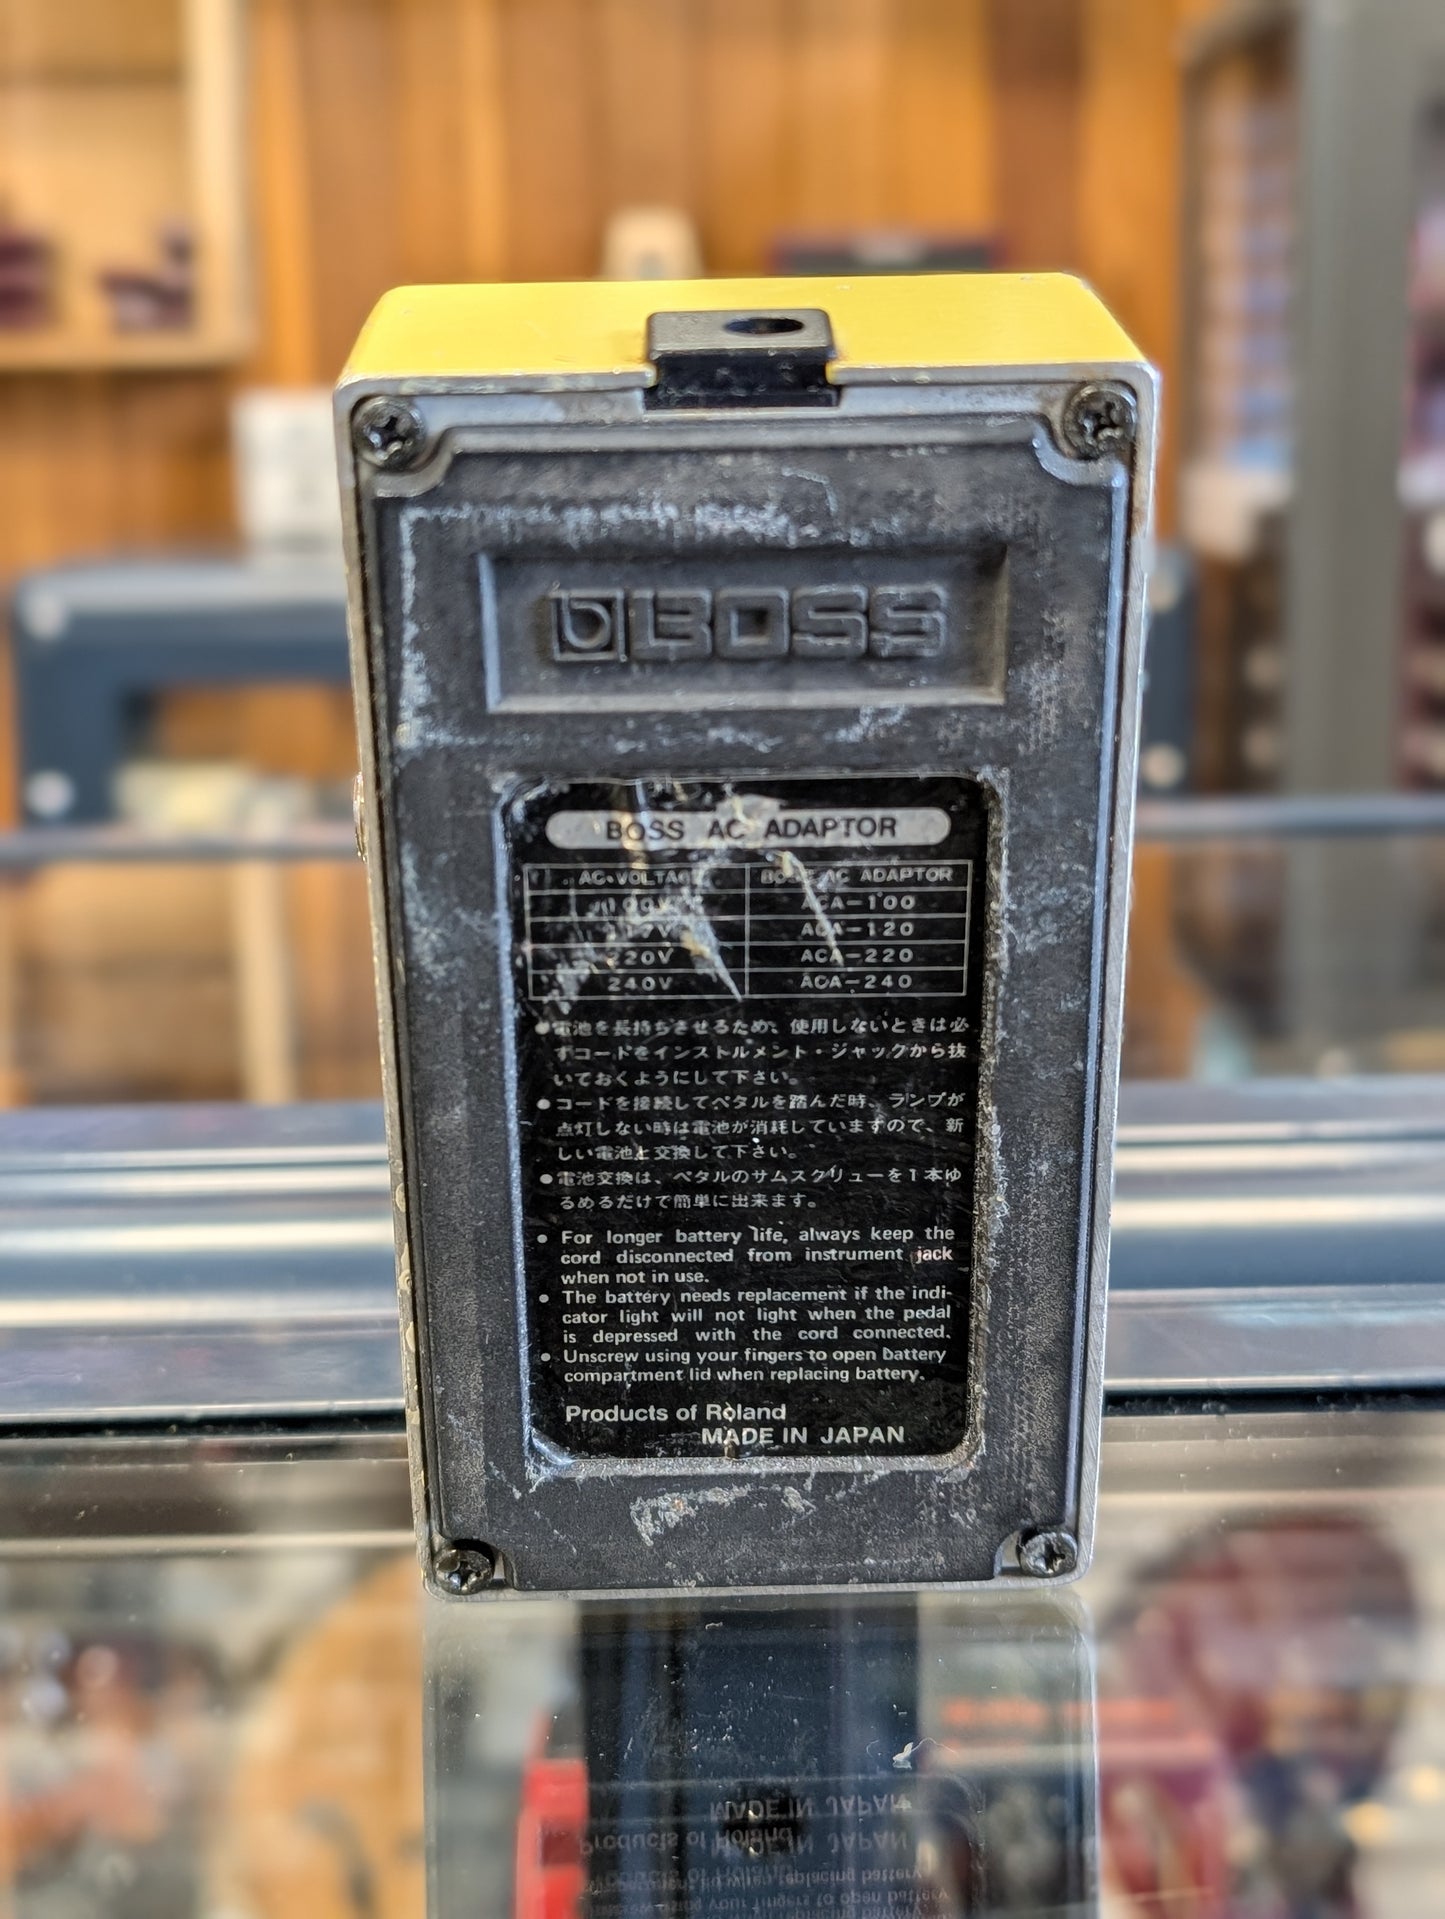 BOSS
BOSS AC ADAPTOR
AC VOLTAGE BOSS AC ADAPTOR
100V ACA-100
117V ACA-120
220V ACA-220
240V ACA-240
●電池を長持ちさせるため、使用しないときは必
ずコードをインストルメント・ジャックから抜
いておくようにして下さい。
●コードを接続してペダルを踏んだ時、ランプが
点灯しない時は電池が消耗していますので、新
しい電池と交換して下さい。
●電池交換は、ペダルのサムスクリューを1本ゆ
るめるだけで簡単に出来ます。
● For longer battery life, always keep the
cord disconnected from instrument jack
when not in use.
● The battery needs replacement if the indi-
cator light will not light when the pedal
is depressed with the cord connected.
● Unscrew using your fingers to open battery
compartment lid when replacing battery.
Products of Roland
MADE IN JAPAN